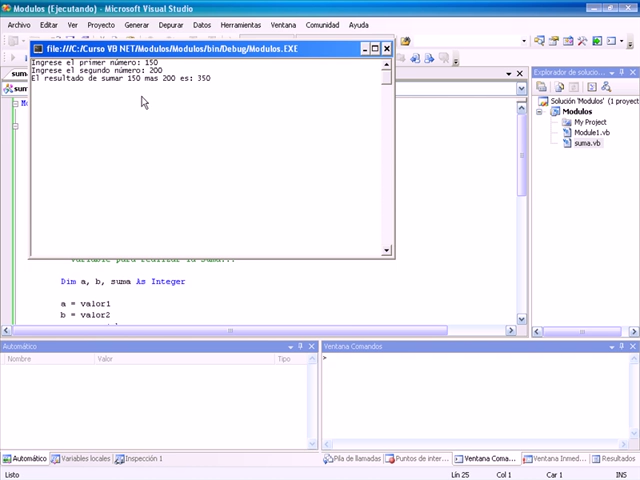 Modulos (Ejecutando) - Microsoft Visual Studio
Archivo Editar Ver Proyecto Generar Depurar Datos Herramientas Ventana Comunidad Ayuda
file:///C:/Curso VB NET/Modulos/Modulos/bin/Debug/Modulos.EXE
Ingrese el primer número: 150
Ingrese el segundo número: 200
El resultado de sumar 150 mas 200 es: 350
Explorador de solucio...
Solución 'Modulos' (1 proyect
Modulos
My Project
Module1.vb
suma.vb
Dim a, b, suma As Integer
a = valor1
b = valor2
Automático
Nombre Valor Tipo
Ventana Comandos
>
Automático Variables locales Inspección 1
Pila de llamadas Puntos de inter... Ventana Coma... Ventana Inmed... Resultados
Listo Lín 25 Col 1 Car 1 INS